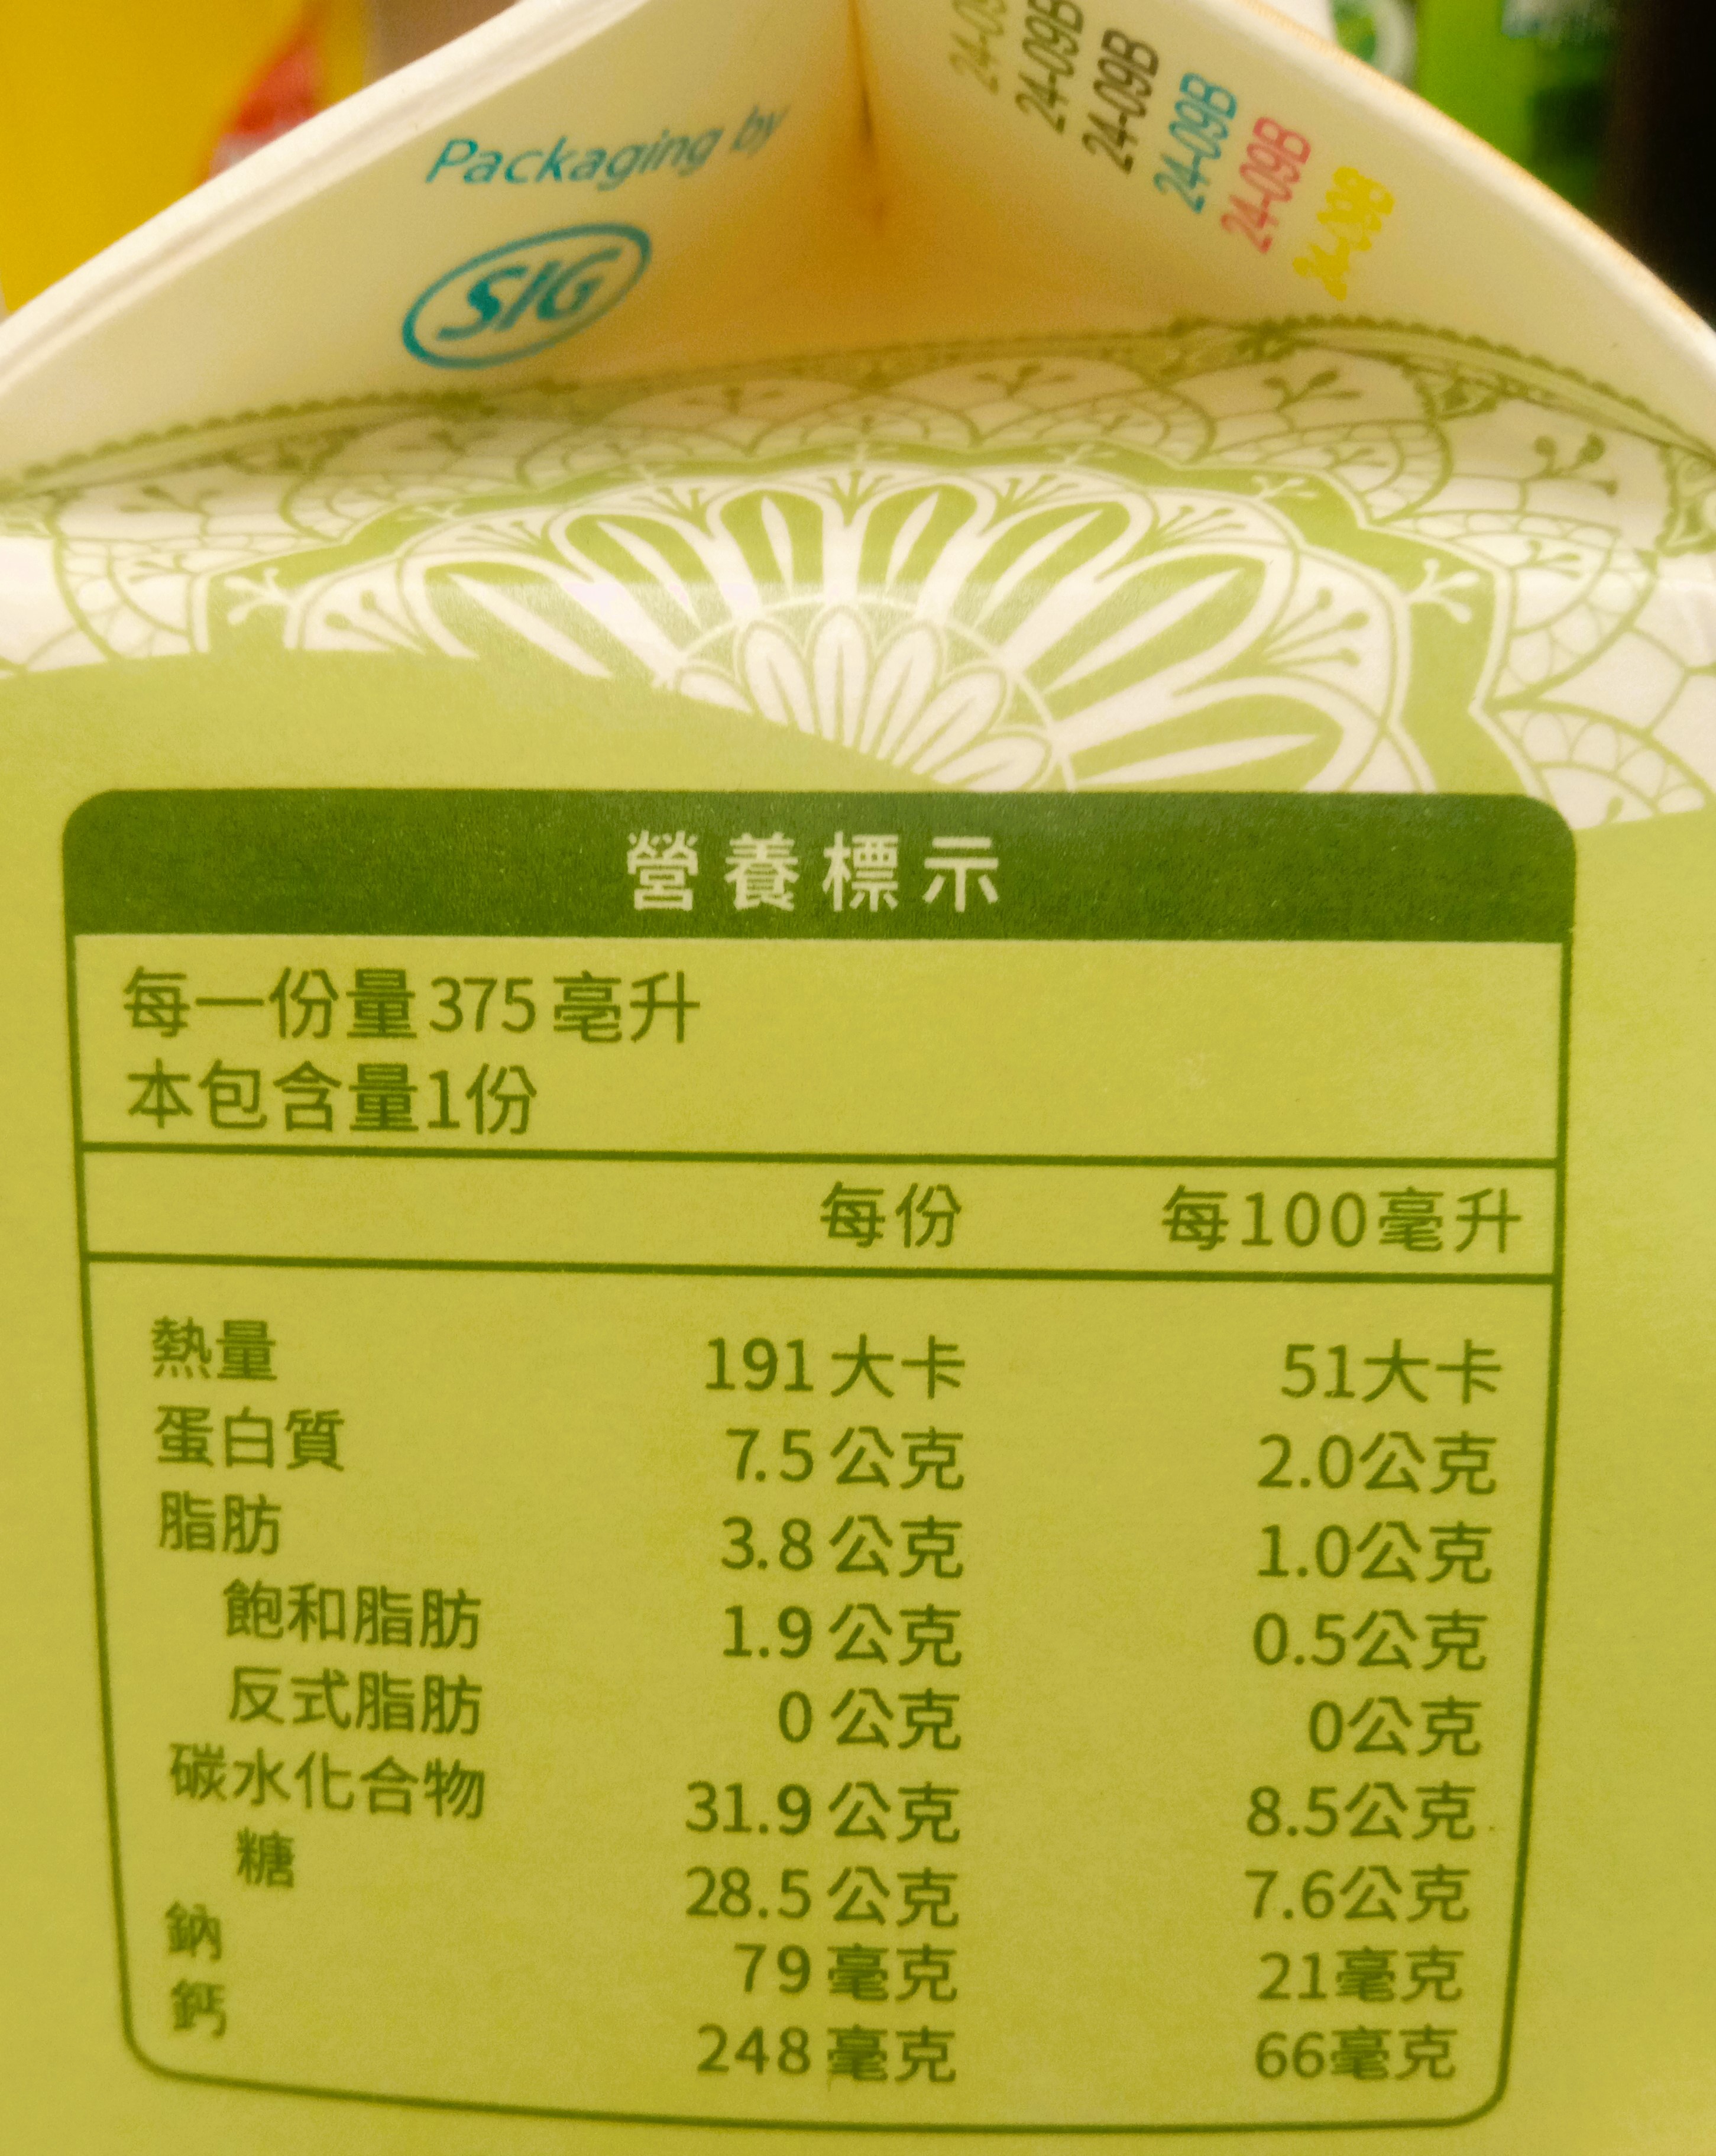 Packaging by
SIG
24-09B
24-09B
24-09B
24-09B
24-09B
營養標示
每一份量375毫升
本包含量1份
每份 每100毫升
熱量 191大卡 51大卡
蛋白質 7.5公克 2.0公克
脂肪 3.8公克 1.0公克
飽和脂肪 1.9公克 0.5公克
反式脂肪 0公克 0公克
碳水化合物 31.9公克 8.5公克
糖 28.5公克 7.6公克
鈉 79毫克 21毫克
鈣 248毫克 66毫克